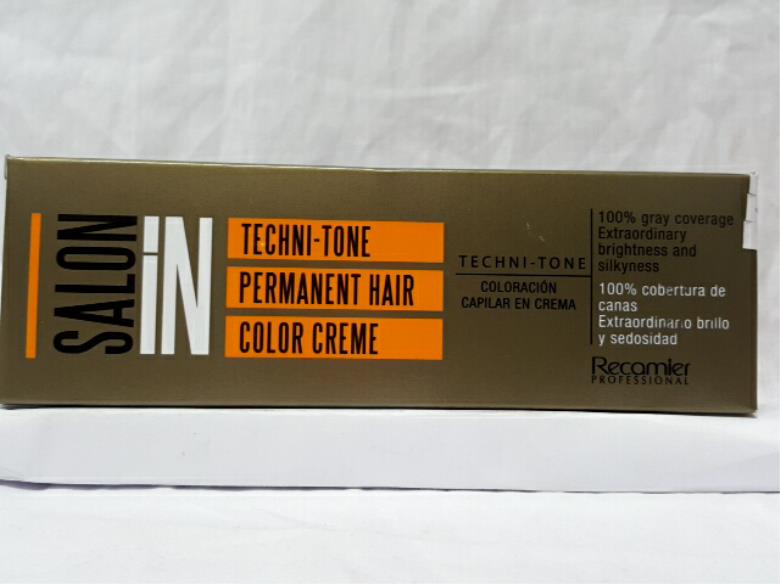 SALON
iN
TECHNI-TONE
PERMANENT HAIR
COLOR CREME
TECHNI-TONE
COLORACIÓN
CAPILAR EN CREMA
100% gray coverage
Extraordinary
brightness and
silkyness
100% cobertura de
canas
Extraordinario brillo
y sedosidad
Recamier
PROFESSIONAL